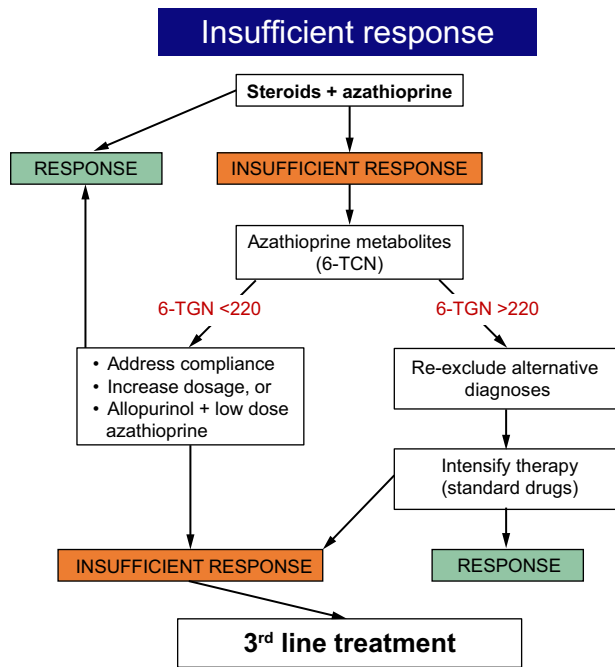 Insufficient response
Steroids + azathioprine
RESPONSE
INSUFFICIENT RESPONSE
Azathioprine metabolites
(6-TCN)
6-TGN <220
6-TGN >220
• Address compliance
• Increase dosage, or
• Allopurinol + low dose
azathioprine
Re-exclude alternative
diagnoses
Intensify therapy
(standard drugs)
INSUFFICIENT RESPONSE
RESPONSE
3rd line treatment